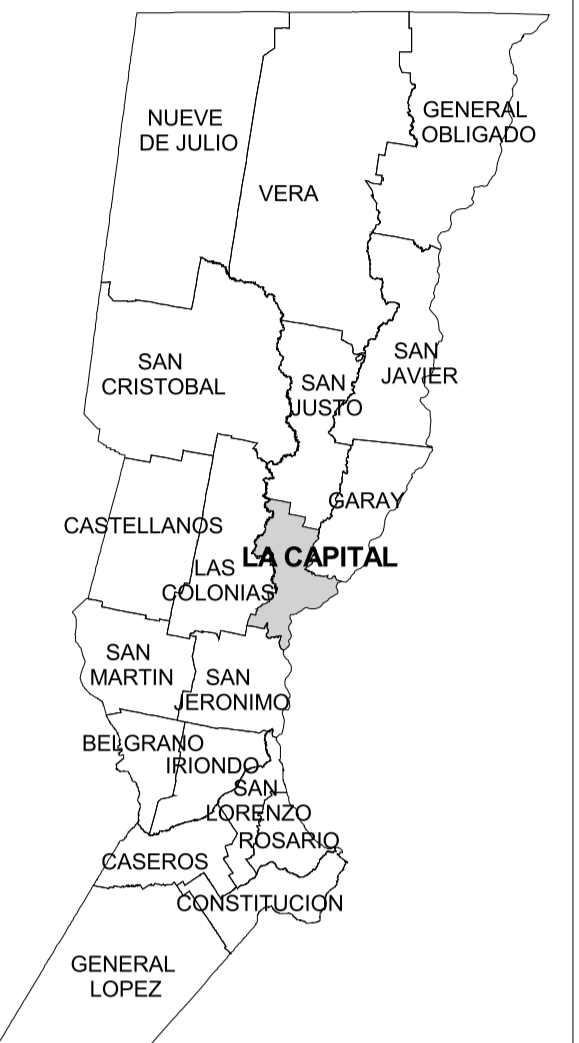 GENERAL
OBLIGADO
NUEVE
DE JULIO
VERA
SAN
JAVIER
SAN
CRISTOBAL
SAN
JUSTO
GARAY
CASTELLANOS
LA CAPITAL
LAS
COLONIAS
SAN
MARTIN
SAN
JERONIMO
BELGRANO
IRIONDO
SAN
LORENZO
ROSARIO
CASEROS
CONSTITUCION
GENERAL
LOPEZ